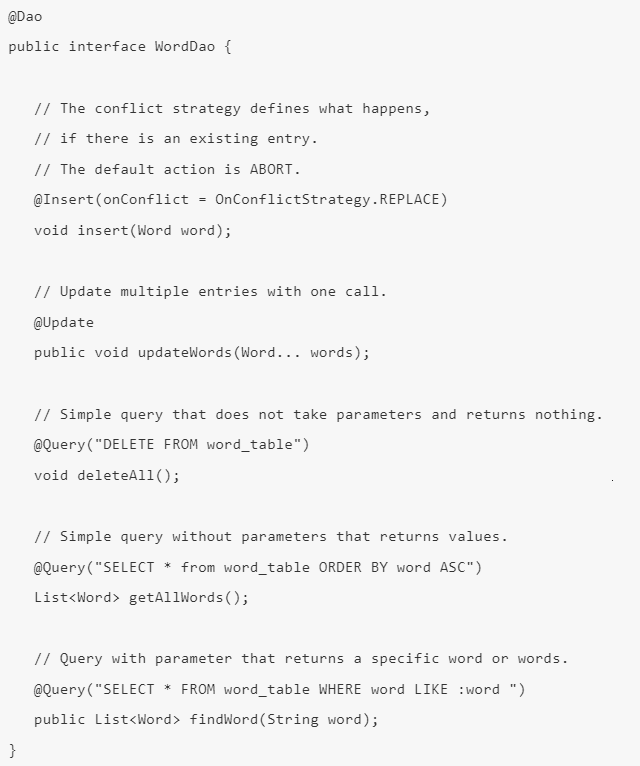 @Dao
public interface WordDao {
// The conflict strategy defines what happens,
// if there is an existing entry.
// The default action is ABORT.
@Insert(onConflict = OnConflictStrategy.REPLACE)
void insert(Word word);
// Update multiple entries with one call.
@Update
public void updateWords(Word... words);
// Simple query that does not take parameters and returns nothing.
@Query("DELETE FROM word_table")
void deleteAll();
// Simple query without parameters that returns values.
@Query("SELECT * from word_table ORDER BY word ASC")
List<Word> getAllWords();
// Query with parameter that returns a specific word or words.
@Query("SELECT * FROM word_table WHERE word LIKE :word ")
public List<Word> findWord(String word);
}